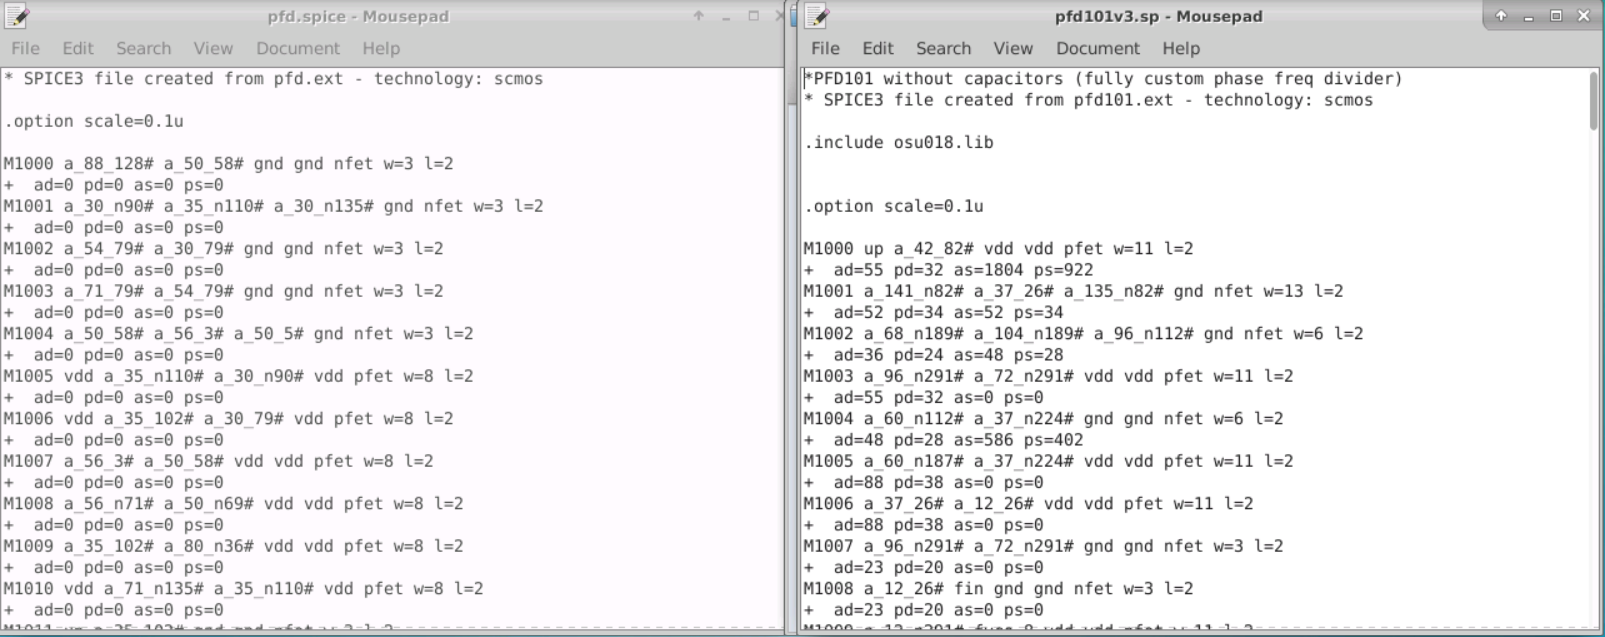 pfd.spice - Mousepad
File Edit Search View Document Help
* SPICE3 file created from pfd.ext - technology: scmos
.option scale=0.1u
M1000 a_88_128# a_50_58# gnd gnd nfet w=3 l=2
+  ad=0 pd=0 as=0 ps=0
M1001 a_30_n90# a_35_n110# a_30_n135# gnd nfet w=3 l=2
+  ad=0 pd=0 as=0 ps=0
M1002 a_54_79# a_30_79# gnd gnd nfet w=3 l=2
+  ad=0 pd=0 as=0 ps=0
M1003 a_71_79# a_54_79# gnd gnd nfet w=3 l=2
+  ad=0 pd=0 as=0 ps=0
M1004 a_50_58# a_56_3# a_50_5# gnd nfet w=3 l=2
+  ad=0 pd=0 as=0 ps=0
M1005 vdd a_35_n110# a_30_n90# vdd pfet w=8 l=2
+  ad=0 pd=0 as=0 ps=0
M1006 vdd a_35_102# a_30_79# vdd pfet w=8 l=2
+  ad=0 pd=0 as=0 ps=0
M1007 a_56_3# a_50_58# vdd vdd pfet w=8 l=2
+  ad=0 pd=0 as=0 ps=0
M1008 a_56_n71# a_50_n69# vdd vdd pfet w=8 l=2
+  ad=0 pd=0 as=0 ps=0
M1009 a_35_102# a_80_n36# vdd vdd pfet w=8 l=2
+  ad=0 pd=0 as=0 ps=0
M1010 vdd a_71_n135# a_35_n110# vdd pfet w=8 l=2
+  ad=0 pd=0 as=0 ps=0
pfd101v3.sp - Mousepad
File Edit Search View Document Help
*PFD101 without capacitors (fully custom phase freq divider)
* SPICE3 file created from pfd101.ext - technology: scmos
.include osu018.lib
.option scale=0.1u
M1000 up a_42_82# vdd vdd pfet w=11 l=2
+  ad=55 pd=32 as=1804 ps=922
M1001 a_141_n82# a_37_26# a_135_n82# gnd nfet w=13 l=2
+  ad=52 pd=34 as=52 ps=34
M1002 a_68_n189# a_104_n189# a_96_n112# gnd nfet w=6 l=2
+  ad=36 pd=24 as=48 ps=28
M1003 a_96_n291# a_72_n291# vdd vdd pfet w=11 l=2
+  ad=55 pd=32 as=0 ps=0
M1004 a_60_n112# a_37_n224# gnd gnd nfet w=6 l=2
+  ad=48 pd=28 as=586 ps=402
M1005 a_60_n187# a_37_n224# vdd vdd pfet w=11 l=2
+  ad=88 pd=38 as=0 ps=0
M1006 a_37_26# a_12_26# vdd vdd pfet w=11 l=2
+  ad=88 pd=38 as=0 ps=0
M1007 a_96_n291# a_72_n291# gnd gnd nfet w=3 l=2
+  ad=23 pd=20 as=0 ps=0
M1008 a_12_26# fin gnd gnd nfet w=3 l=2
+  ad=23 pd=20 as=0 ps=0